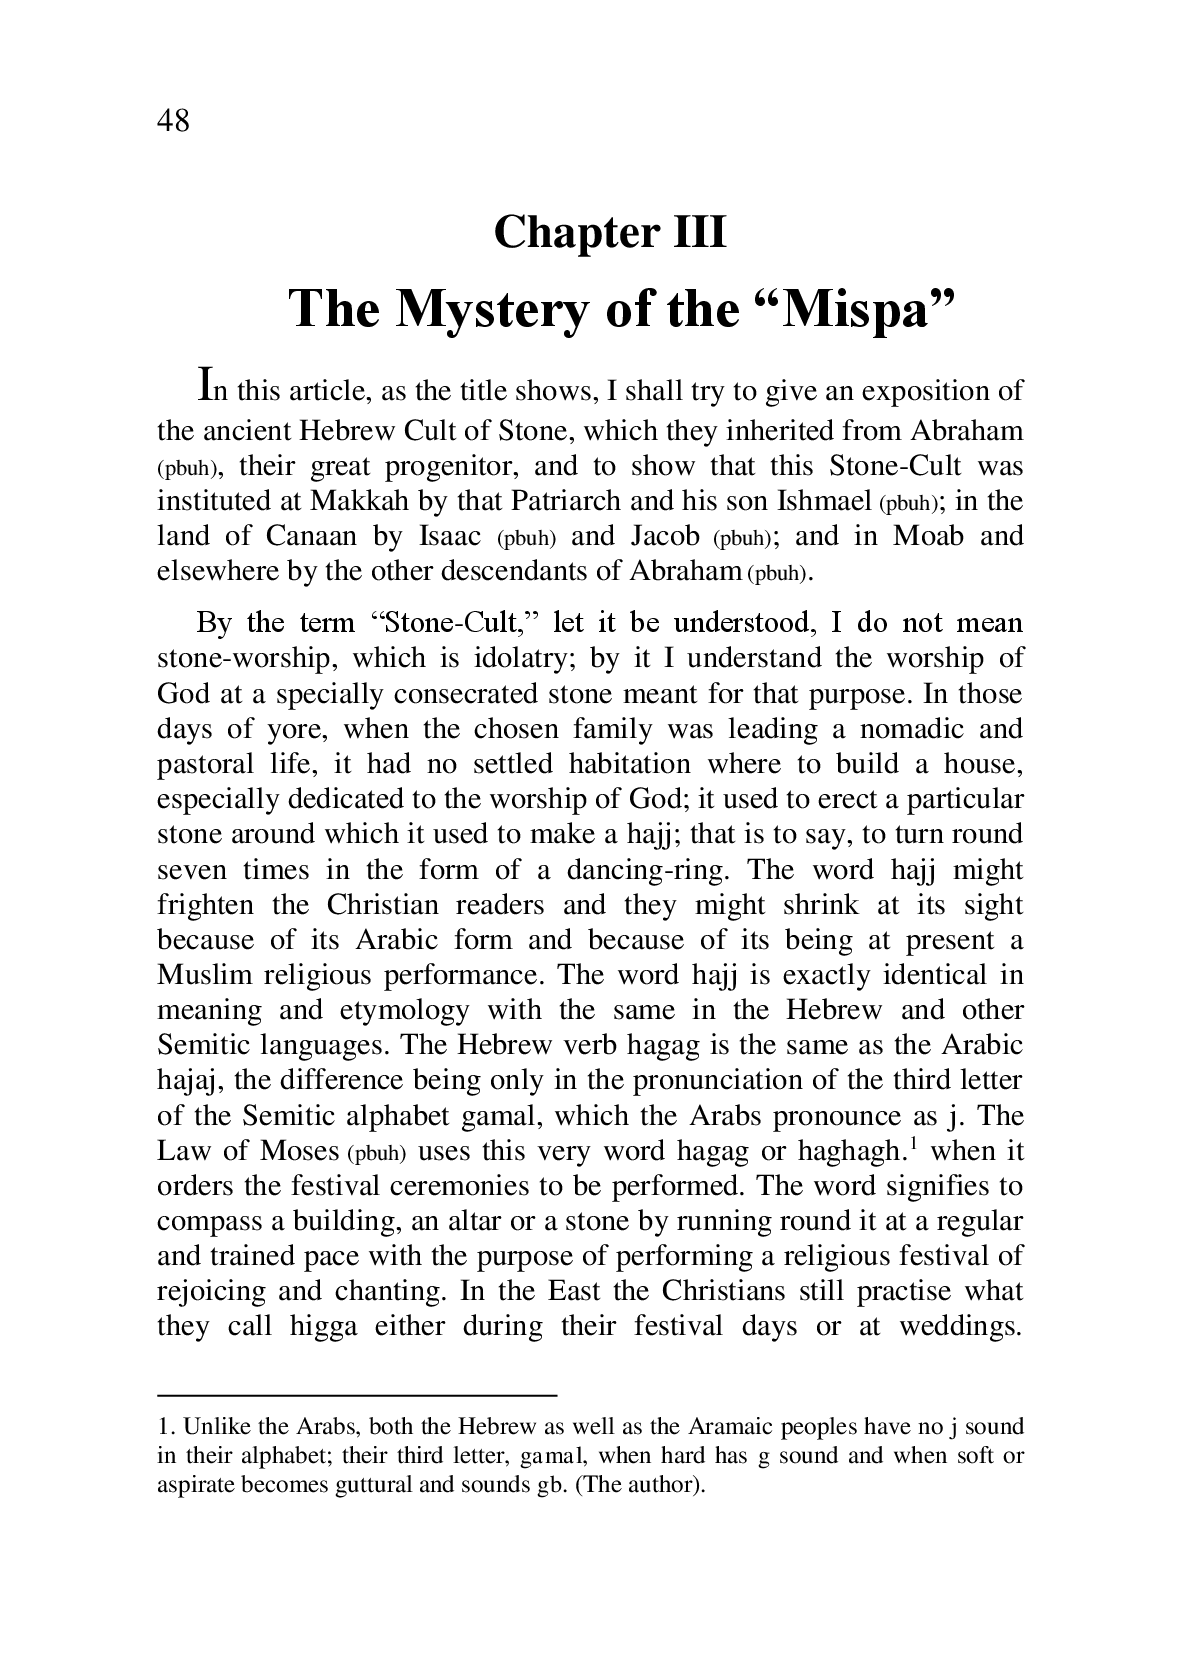 48
Chapter III
The Mystery of the “Mispa”
In this article, as the title shows, I shall try to give an exposition of
the ancient Hebrew Cult of Stone, which they inherited from Abraham
(pbuh), their great progenitor, and to show that this Stone-Cult was
instituted at Makkah by that Patriarch and his son Ishmael (pbuh); in the
land of Canaan by Isaac (pbuh) and Jacob (pbuh); and in Moab and
elsewhere by the other descendants of Abraham (pbuh).
By the term “Stone-Cult,” let it be understood, I do not mean
stone-worship, which is idolatry; by it I understand the worship of
God at a specially consecrated stone meant for that purpose. In those
days of yore, when the chosen family was leading a nomadic and
pastoral life, it had no settled habitation where to build a house,
especially dedicated to the worship of God; it used to erect a particular
stone around which it used to make a hajj; that is to say, to turn round
seven times in the form of a dancing-ring. The word hajj might
frighten the Christian readers and they might shrink at its sight
because of its Arabic form and because of its being at present a
Muslim religious performance. The word hajj is exactly identical in
meaning and etymology with the same in the Hebrew and other
Semitic languages. The Hebrew verb hagag is the same as the Arabic
hajaj, the difference being only in the pronunciation of the third letter
of the Semitic alphabet gamal, which the Arabs pronounce as j. The
Law of Moses (pbuh) uses this very word hagag or haghagh.1 when it
orders the festival ceremonies to be performed. The word signifies to
compass a building, an altar or a stone by running round it at a regular
and trained pace with the purpose of performing a religious festival of
rejoicing and chanting. In the East the Christians still practise what
they call higga either during their festival days or at weddings.
1. Unlike the Arabs, both the Hebrew as well as the Aramaic peoples have no j sound
in their alphabet; their third letter, gamal, when hard has g sound and when soft or
aspirate becomes guttural and sounds gb. (The author).